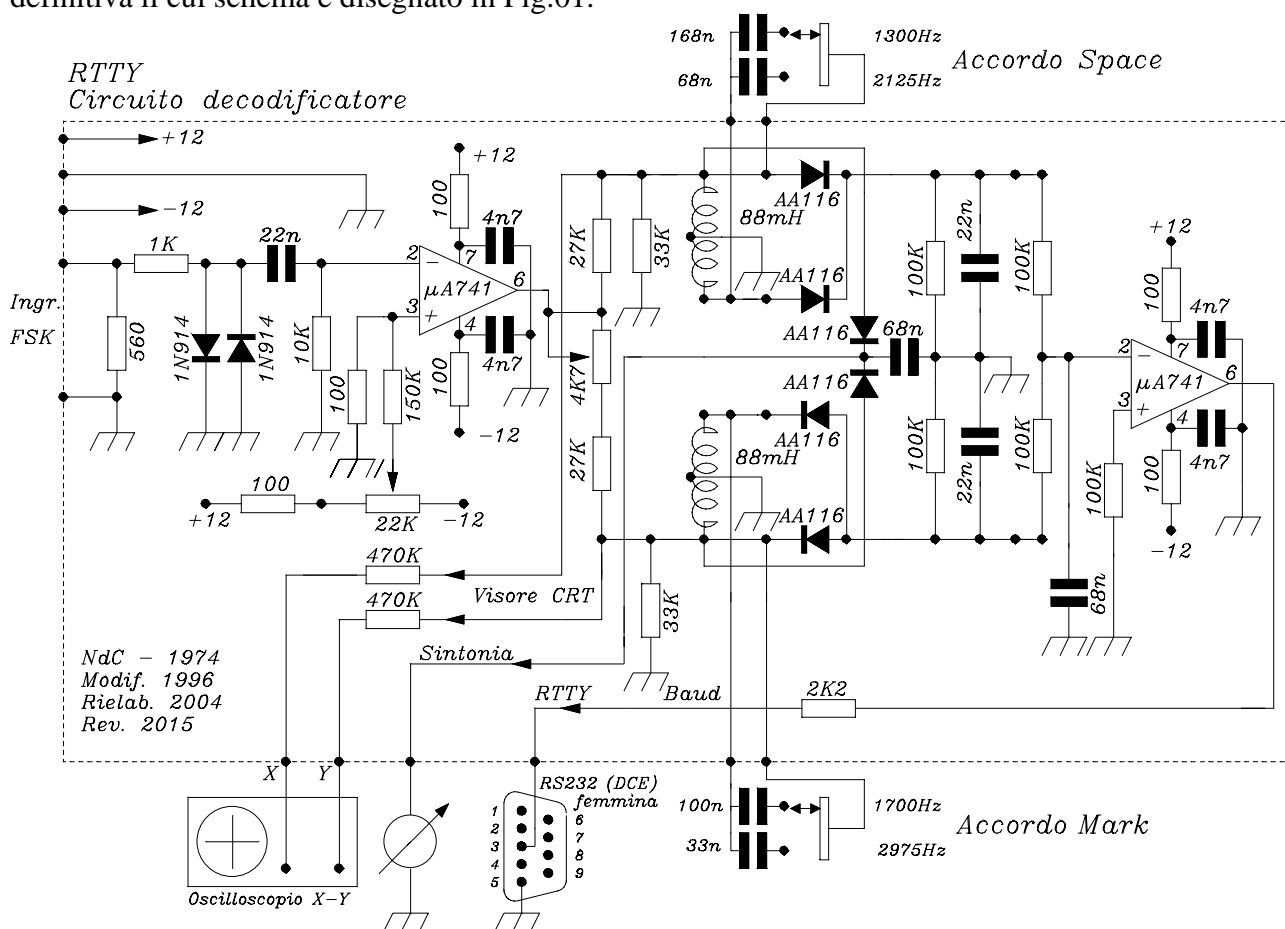 definitiva il cui schema è disegnato in Fig.01.
168n
1300Hz
Accordo Space
68n
2125Hz
RTTY
Circuito decodificatore
+12
-12
Ingr.
FSK
560
1K
1N914
1N914
22n
10K
100
150K
+12
100
22K
-12
+12
100
4n7
2
-
7
6
µA741
3
+
4
4n7
100
-12
27K
33K
4K7
27K
88mH
AA116
AA116
AA116
68n
AA116
AA116
88mH
AA116
33K
100K
22n
100K
100K
22n
100K
+12
100
4n7
2
-
7
6
µA741
3
+
4
4n7
100
-12
100K
68n
470K
470K
Visore CRT
Sintonia
RTTY
Baud
2K2
NdC - 1974
Modif. 1996
Rielab. 2004
Rev. 2015
X
Y
RS232 (DCE)
femmina
1
2
3
4
5
6
7
8
9
Oscilloscopio X-Y
100n
1700Hz
Accordo Mark
33n
2975Hz